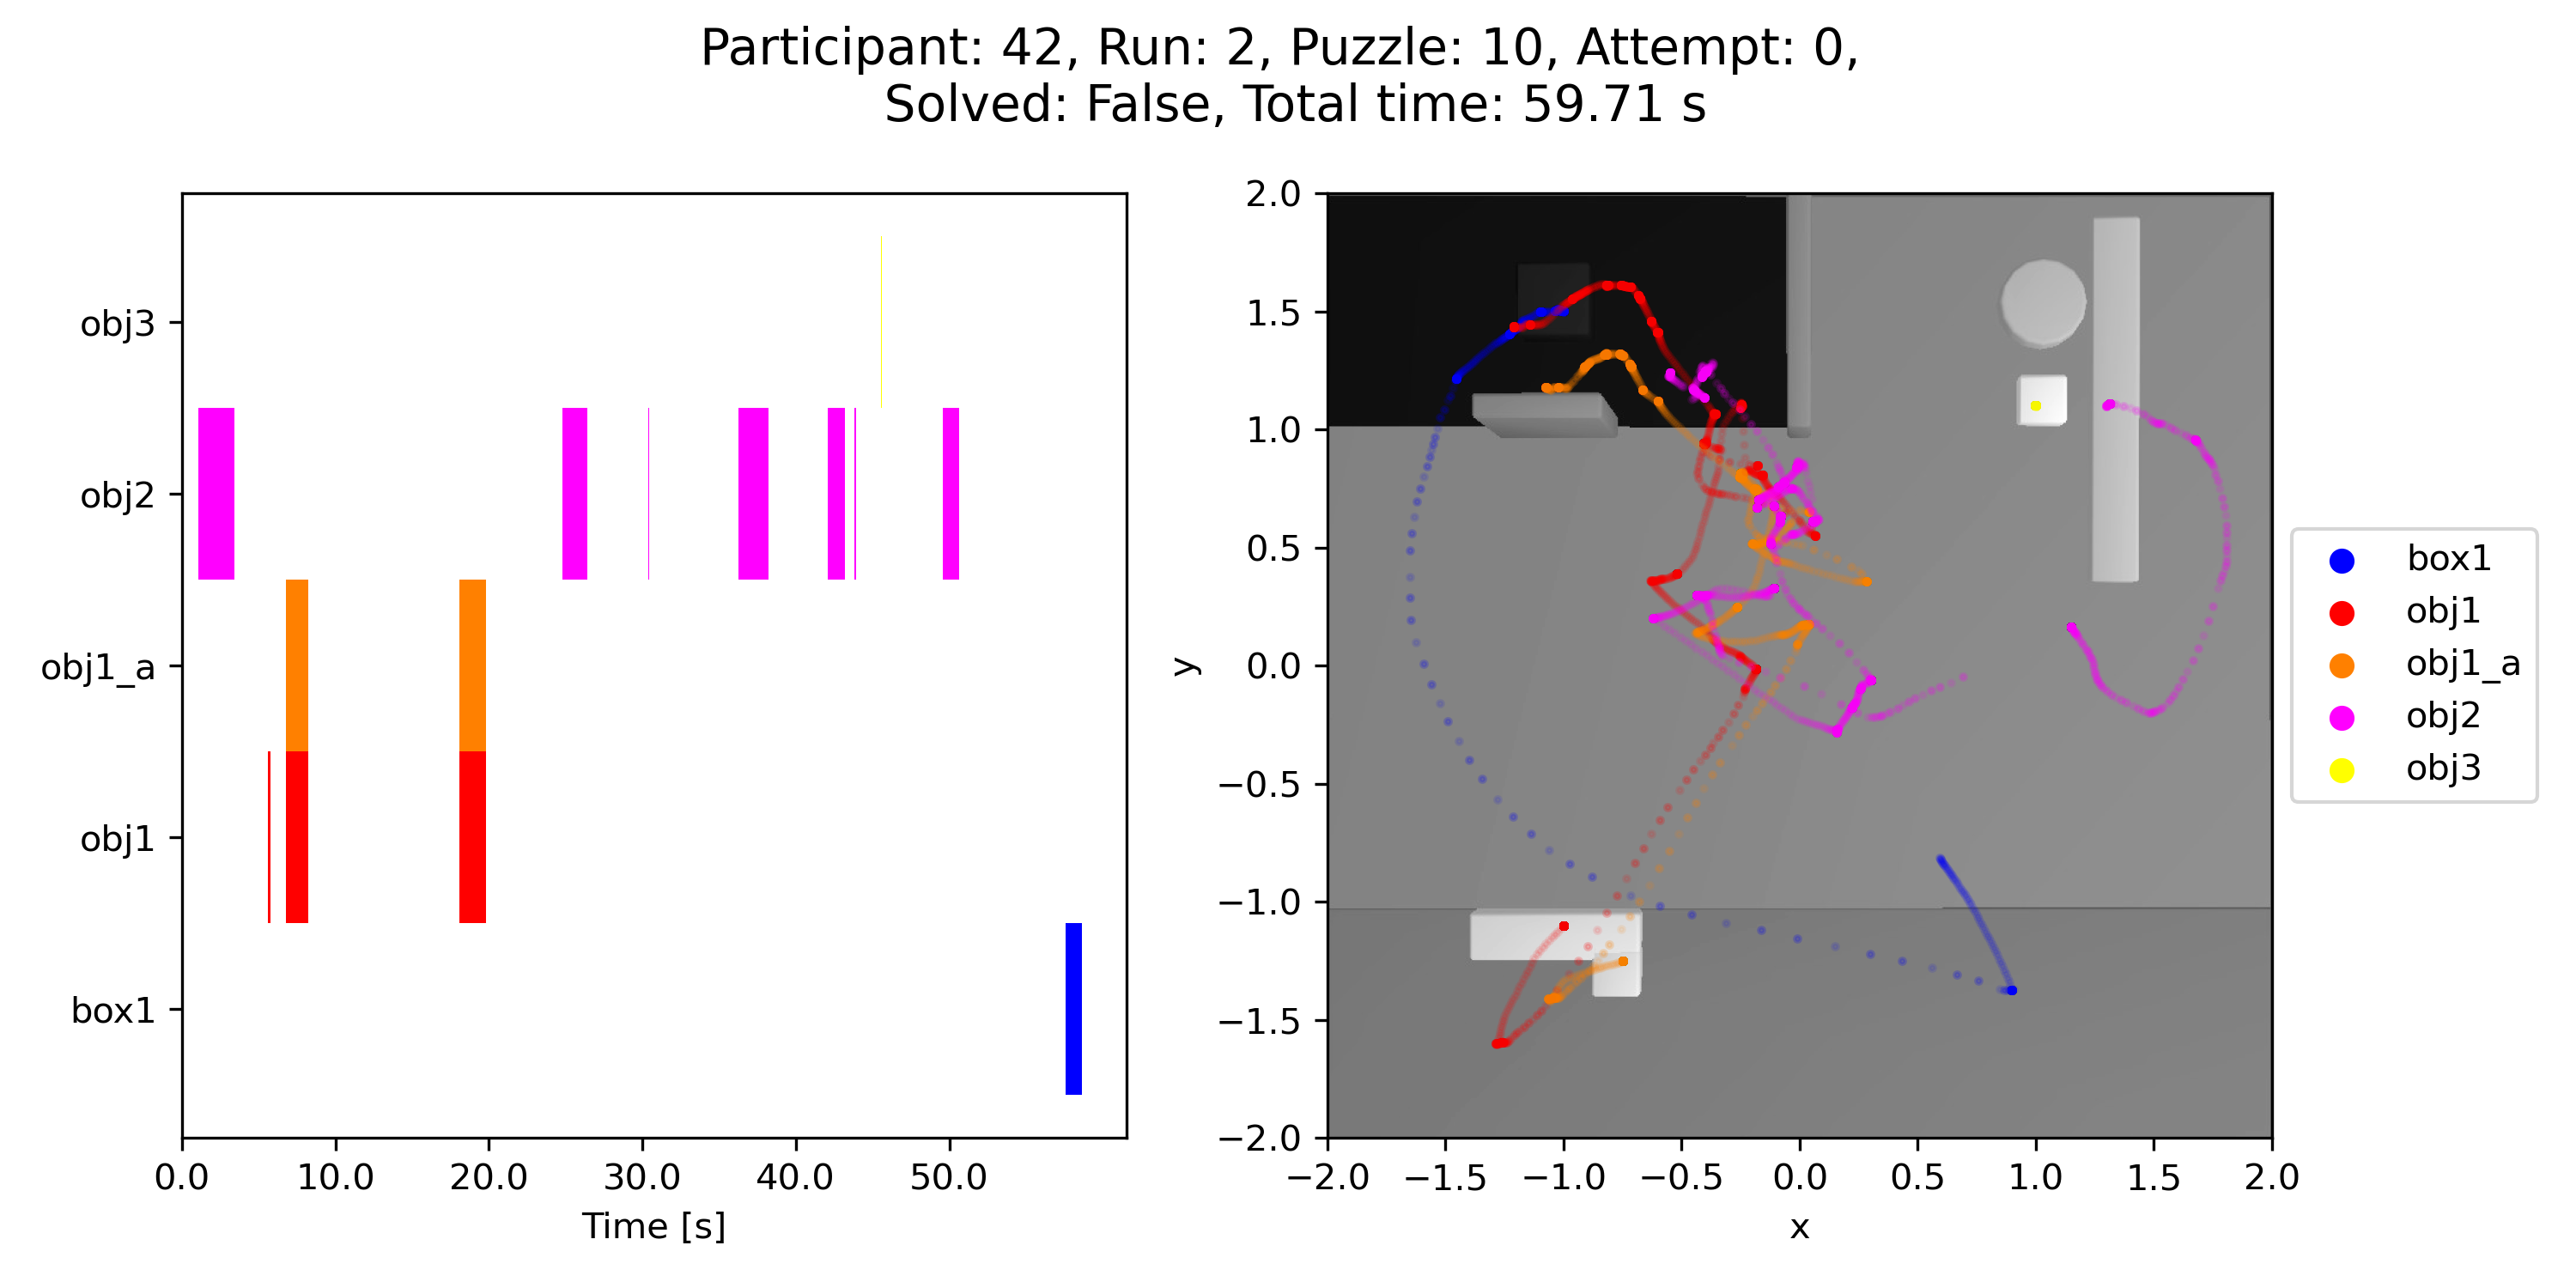 Participant: 42, Run: 2, Puzzle: 10, Attempt: 0,
Solved: False, Total time: 59.71 s
obj3
obj2
obj1_a
obj1
box1
0.0 10.0 20.0 30.0 40.0 50.0
Time [s]
2.0
1.5
1.0
0.5
0.0
−0.5
−1.0
−1.5
−2.0
y
−2.0 −1.5 −1.0 −0.5 0.0 0.5 1.0 1.5 2.0
x
box1
obj1
obj1_a
obj2
obj3